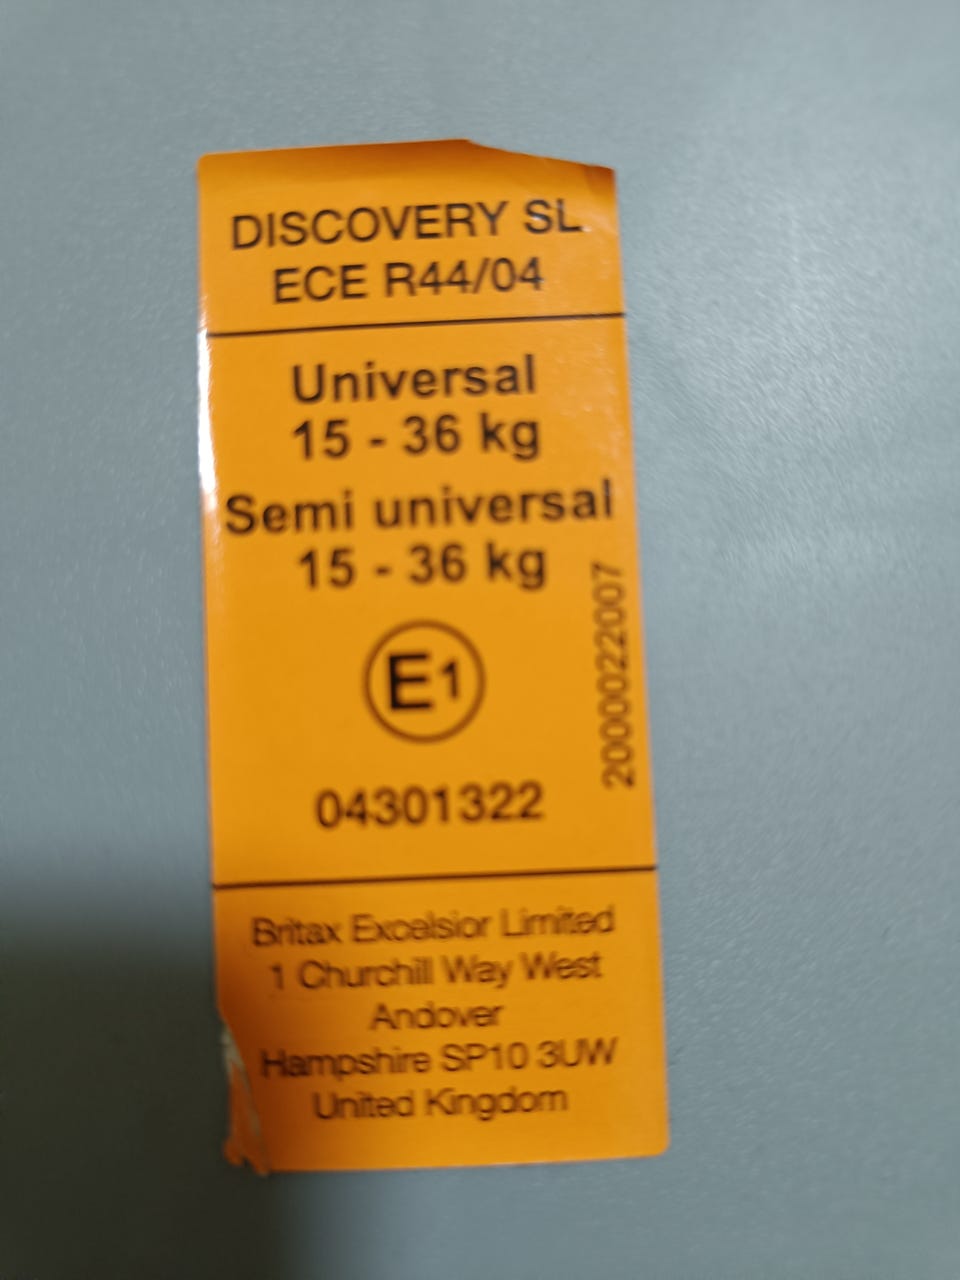 DISCOVERY SL
ECE R44/04
Universal
15 - 36 kg
Semi universal
15 - 36 kg
E1
2000022007
04301322
Britax Excelsior Limited
1 Churchill Way West
Andover
Hampshire SP10 3UW
United Kingdom